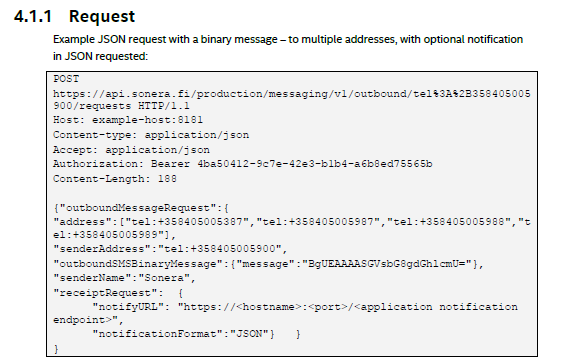 4.1.1 Request
Example JSON request with a binary message – to multiple addresses, with optional notification
in JSON requested:
POST
https://api.sonera.fi/production/messaging/v1/outbound/tel%3A%2B358405005
900/requests HTTP/1.1
Host: example-host:8181
Content-type: application/json
Accept: application/json
Authorization: Bearer 4ba50412-9c7e-42e3-b1b4-a6b8ed75565b
Content-Length: 188
{"outboundMessageRequest":{
"address":["tel:+358405005387","tel:+358405005987","tel:+358405005988","t
el:+358405005989"],
"senderAddress":"tel:+358405005900",
"outboundSMSBinaryMessage":{"message":"BgUEAAAASGVsbG8gdGhlcmU="},
"senderName":"Sonera",
"receiptRequest": {
"notifyURL": "https://<hostname>:<port>/<application notification
endpoint>",
"notificationFormat":"JSON"} }
}